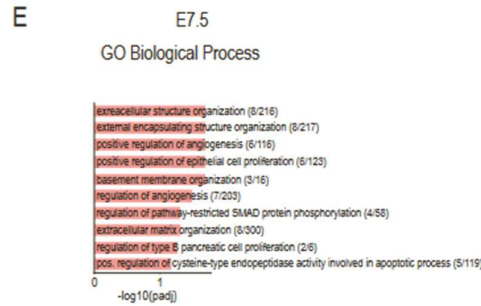 E
E7.5
GO Biological Process
exreacellular structure organization (8/216)
external encapsulating structure organization (8/217)
positive regulation of angiogenesis (6/116)
positive regulation of epithelial cell proliferation (6/123)
basement membrane organization (3/16)
regulation of angiogenesis (7/203)
regulation of pathway-restricted SMAD protein phosphorylation (4/58)
extracellular matrix organization (8/300)
regulation of type B pancreatic cell proliferation (2/6)
pos. regulation of cysteine-type endopeptidase activity involved in apoptotic process (5/119)
0 1
-log10(padj)